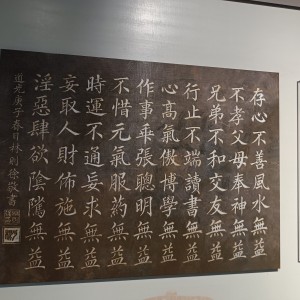 存心不善風水無益
不孝父母奉神無益
兄弟不和交友無益
行止不端讀書無益
心高氣傲博學無益
作事乖張聰明無益
不惜元氣服药無益
時運不通妄求無益
妄取人財佈施無益
淫惡肆欲陰隲無益
道光庚子春月林則徐敬書